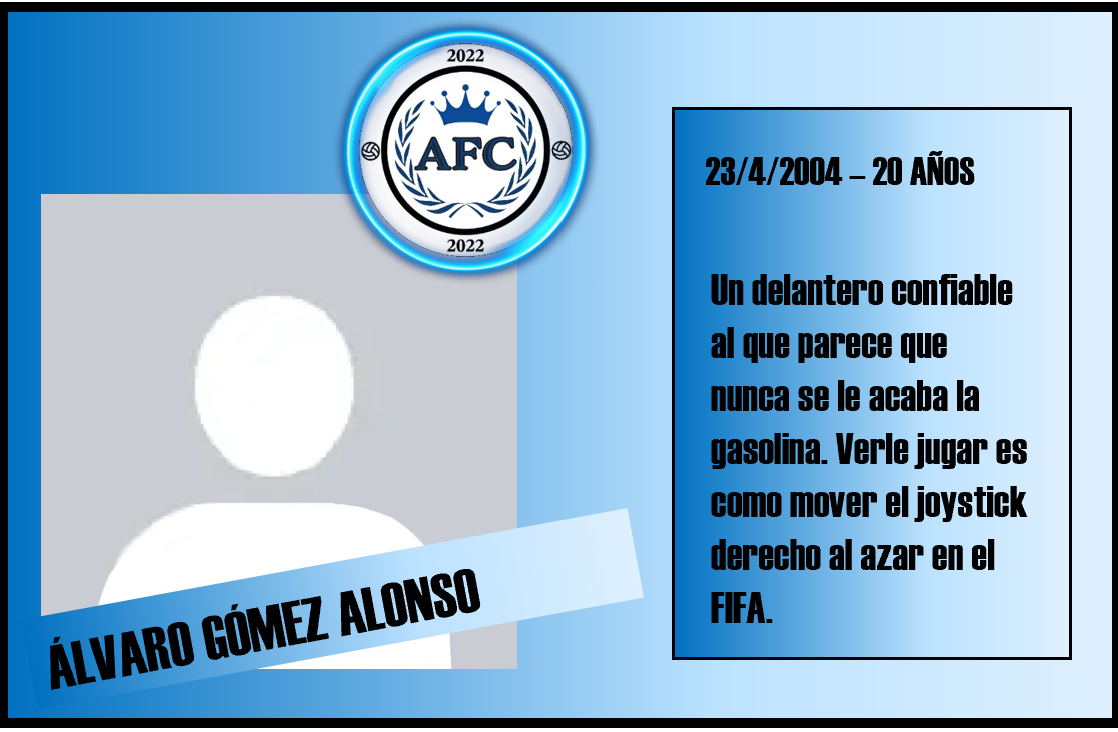 2022
AFC
2022
23/4/2004 – 20 AÑOS
Un delantero confiable
al que parece que
nunca se le acaba la
gasolina. Verle jugar es
como mover el joystick
derecho al azar en el
FIFA.
ÁLVARO GÓMEZ ALONSO